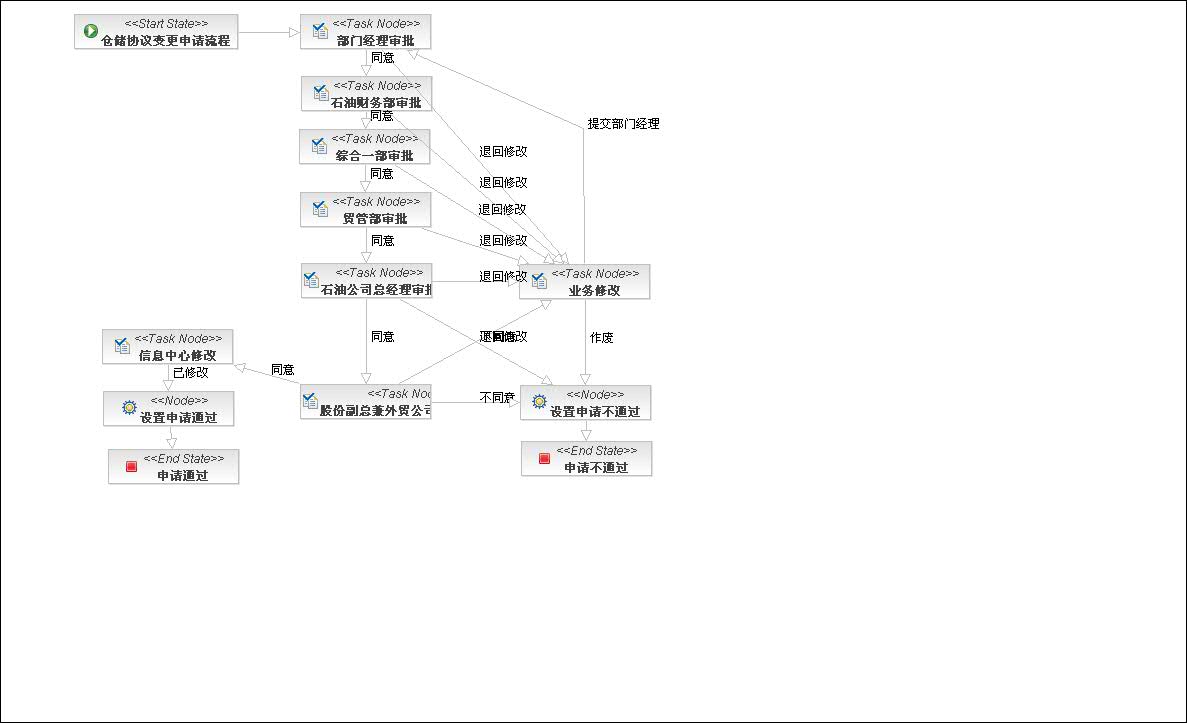 <<Start State>>
仓储协议变更申请流程
<<Task Node>>
部门经理审批
同意
<<Task Node>>
石油财务部审批
同意
提交部门经理
<<Task Node>>
综合一部审批
退回修改
同意
退回修改
<<Task Node>>
贸管部审批
退回修改
同意
退回修改
<<Task Node>>
石油公司总经理审批
退回修改
<<Task Node>>
业务修改
同意
作废
<<Task Node>>
信息中心修改
已修改
同意
<<Task No
股份副总兼外贸公司
不同意
<<Node>>
设置申请不通过
<<Node>>
设置申请通过
<<End State>>
申请不通过
<<End State>>
申请通过